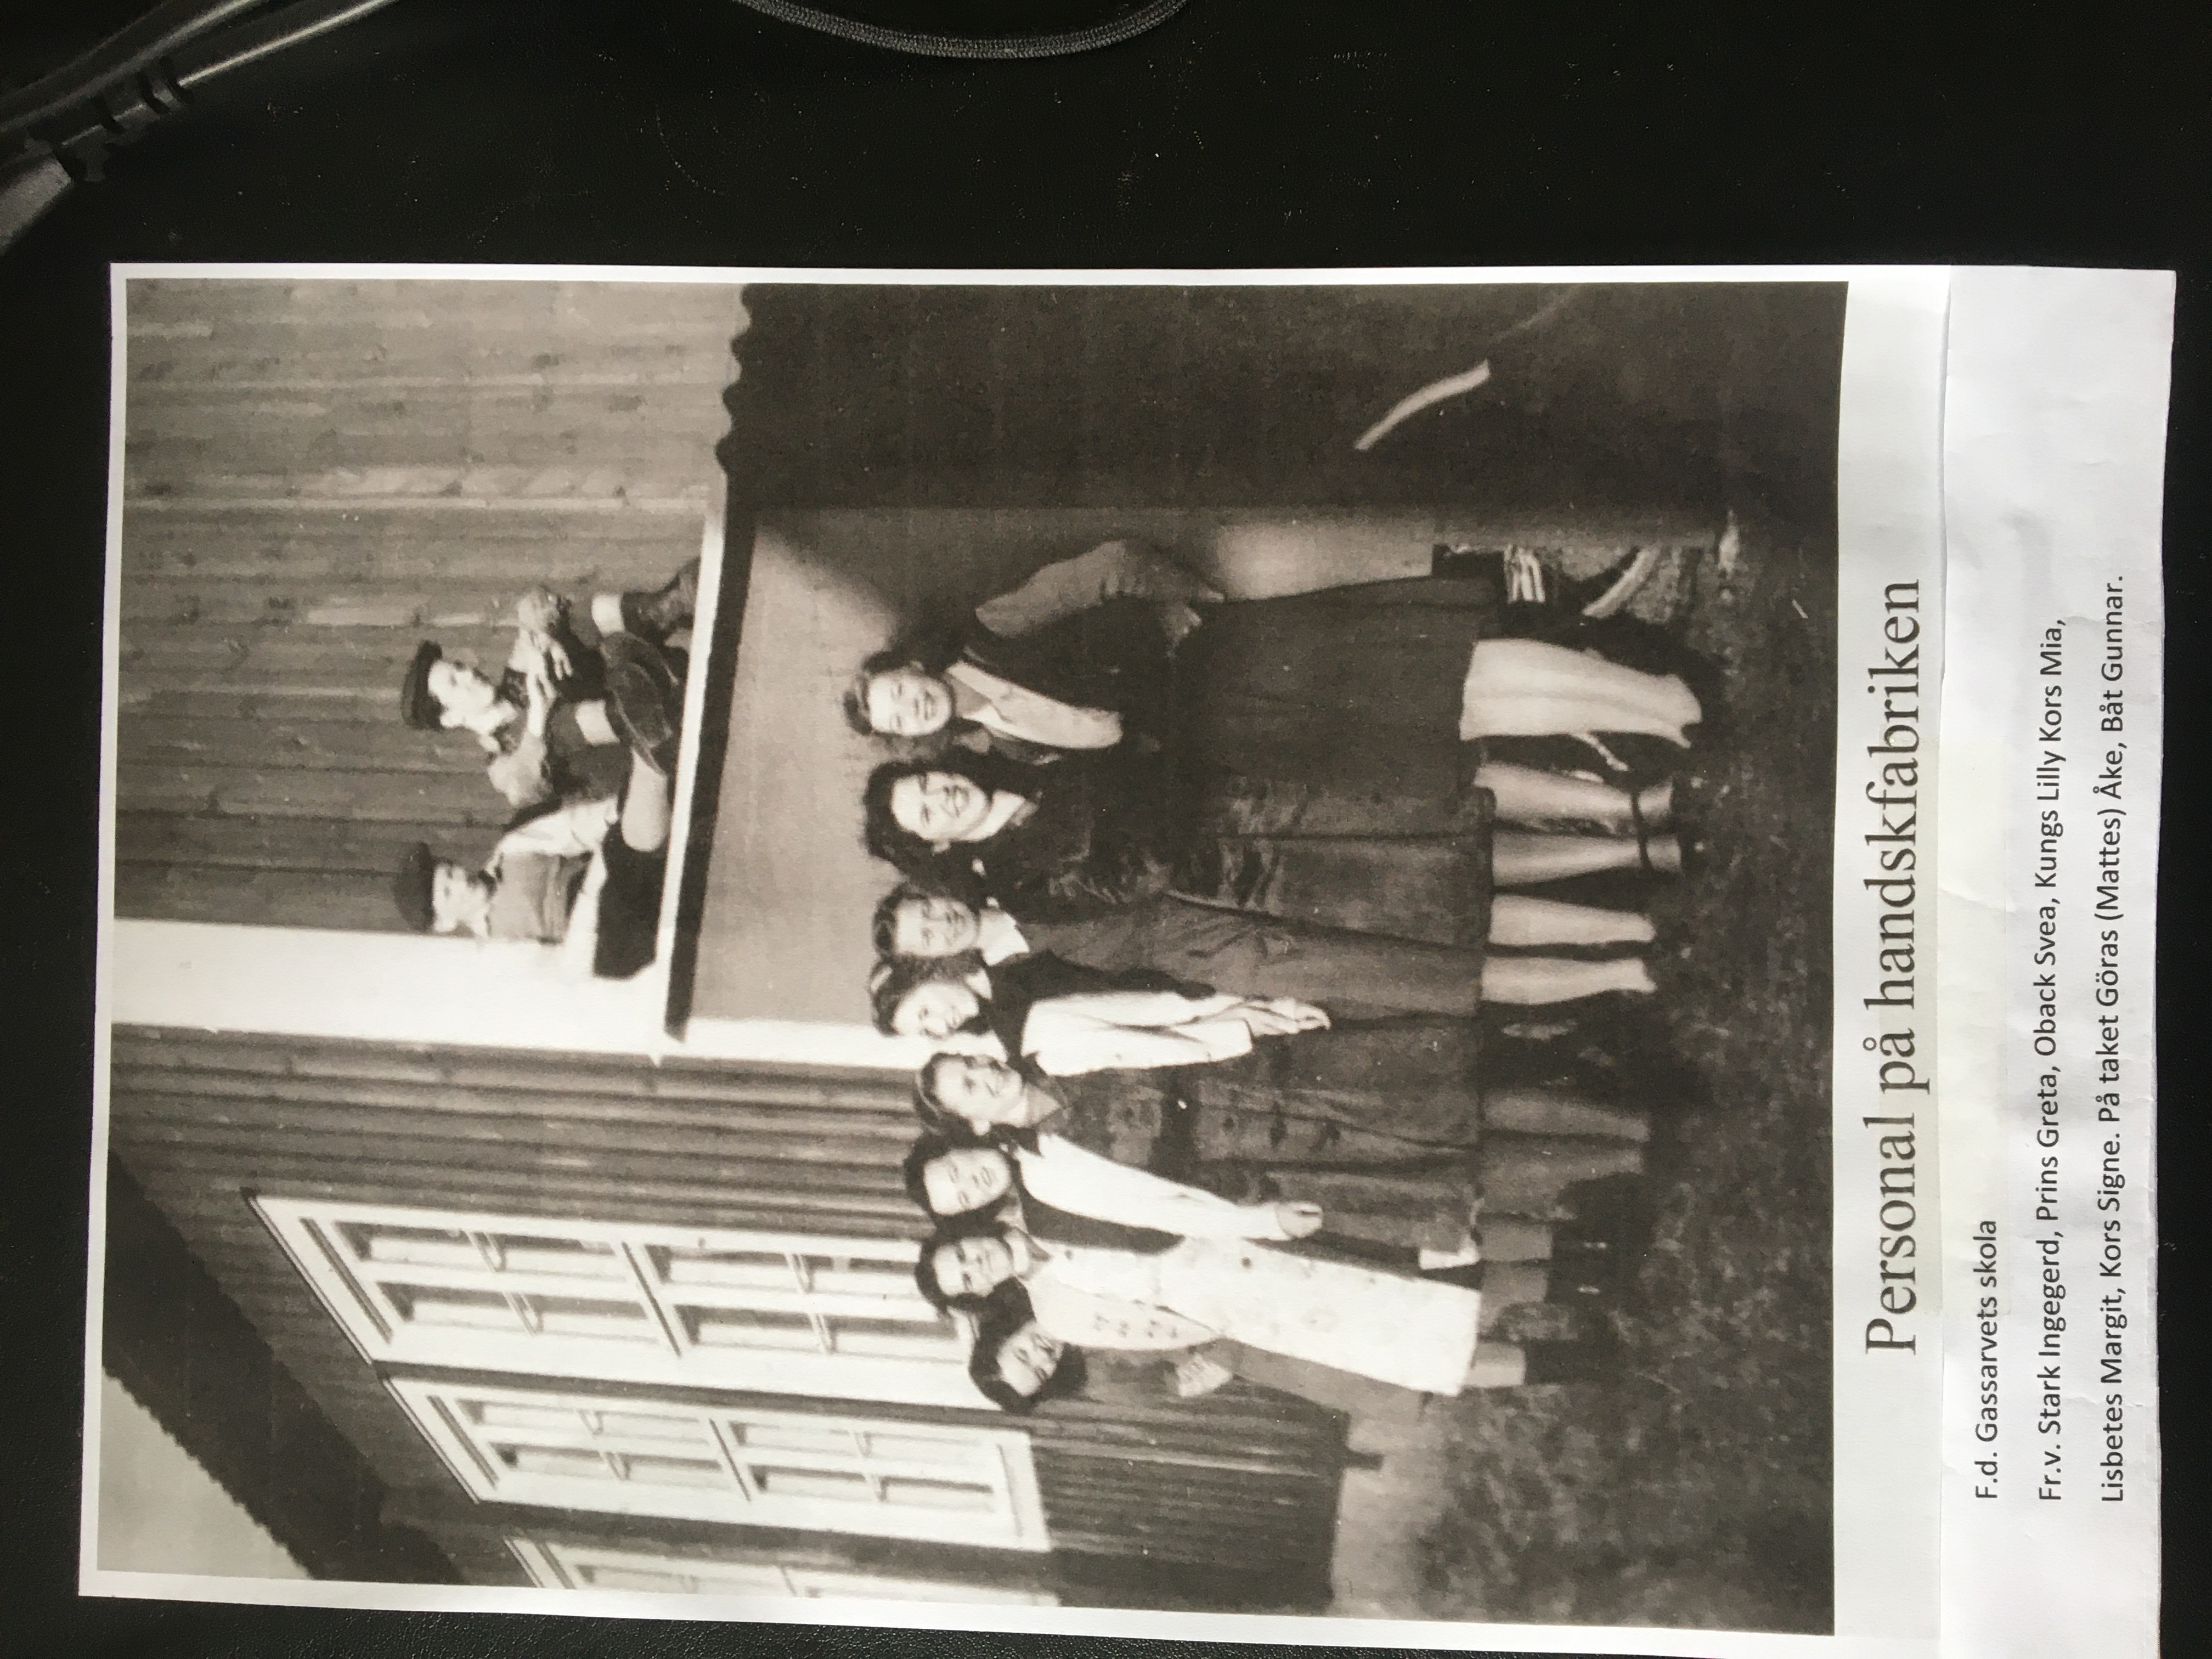 Personal på handskfabriken
F.d. Gassarvets skola
Fr.v. Stark Ingegerd, Prins Greta, Oback Svea, Kungs Lilly Kors Mia,
Lisbetes Margit, Kors Signe. På taket Göras (Mattes) Åke, Båt Gunnar.